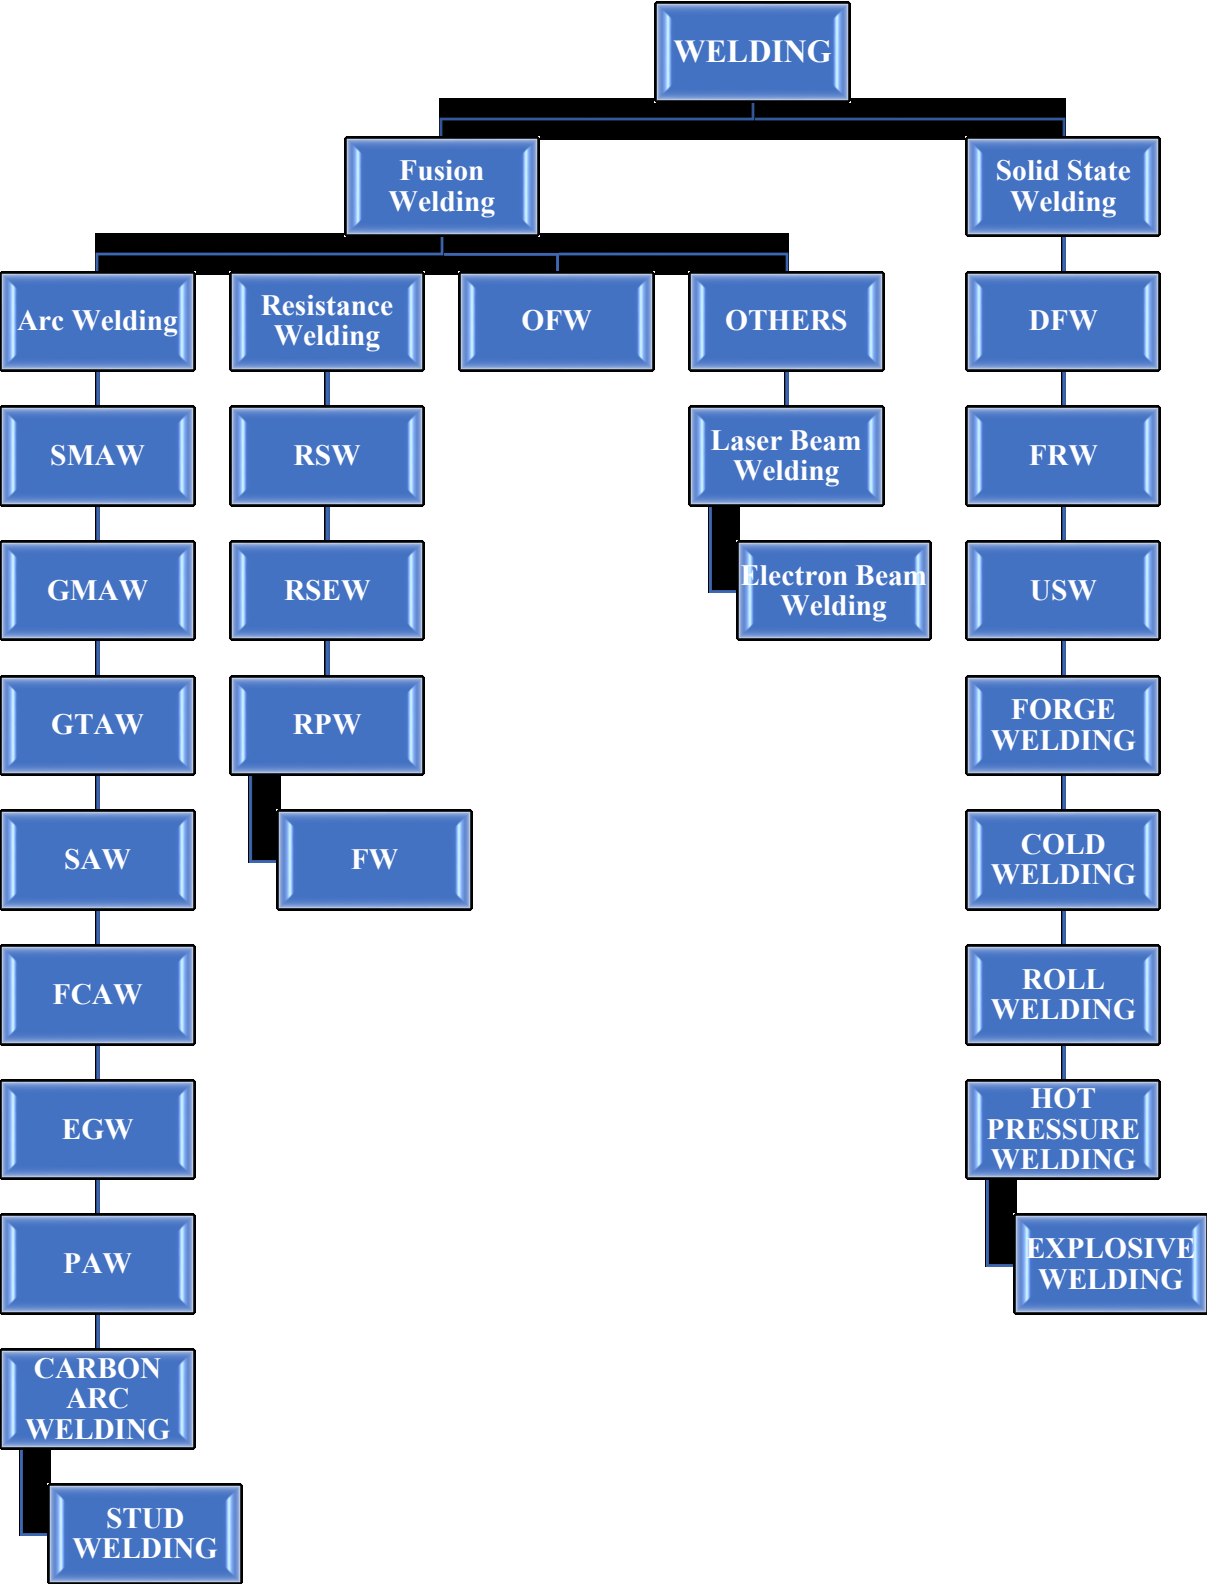 WELDING
Fusion
Welding
Solid State
Welding
Arc Welding
Resistance
Welding
OFW
OTHERS
DFW
SMAW
RSW
Laser Beam
Welding
FRW
GMAW
RSEW
Electron Beam
Welding
USW
GTAW
RPW
FORGE
WELDING
SAW
FW
COLD
WELDING
FCAW
ROLL
WELDING
EGW
HOT
PRESSURE
WELDING
PAW
EXPLOSIVE
WELDING
CARBON
ARC
WELDING
STUD
WELDING